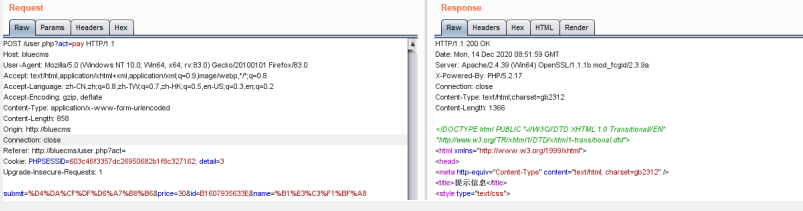 Request
Raw Params Headers Hex
POST /user.php?act=pay HTTP/1.1
Host: bluecms
User-Agent: Mozilla/5.0 (Windows NT 10.0; Win64; x64; rv:83.0) Gecko/20100101 Firefox/83.0
Accept: text/html,application/xhtml+xml,application/xml;q=0.9,image/webp,*/*;q=0.8
Accept-Language: zh-CN,zh;q=0.8,zh-TW;q=0.7,zh-HK;q=0.5,en-US;q=0.3,en;q=0.2
Accept-Encoding: gzip, deflate
Content-Type: application/x-www-form-urlencoded
Content-Length: 858
Origin: http://bluecms
Connection: close
Referer: http://bluecms/user.php?act=
Cookie: PHPSESSID=603c46f3357dc26950682b1f8c327162; detail=3
Upgrade-Insecure-Requests: 1
submit=%D4%DA%CF%DF%D6%A7%B8%B6&price=30&id=B1607935633E&name=%B1%E3%C3%F1%BF%A8
Response
Raw Headers Hex HTML Render
HTTP/1.1 200 OK
Date: Mon, 14 Dec 2020 08:51:59 GMT
Server: Apache/2.4.39 (Win64) OpenSSL/1.1.1b mod_fcgid/2.3.9a
X-Powered-By: PHP/5.2.17
Connection: close
Content-Type: text/html;charset=gb2312
Content-Length: 1366
<!DOCTYPE html PUBLIC "-//W3C//DTD XHTML 1.0 Transitional//EN"
"http://www.w3.org/TR/xhtml1/DTD/xhtml1-transitional.dtd">
<html xmlns="http://www.w3.org/1999/xhtml">
<head>
<meta http-equiv="Content-Type" content="text/html; charset=gb2312" />
<title>提示信息</title>
<style type="text/css">